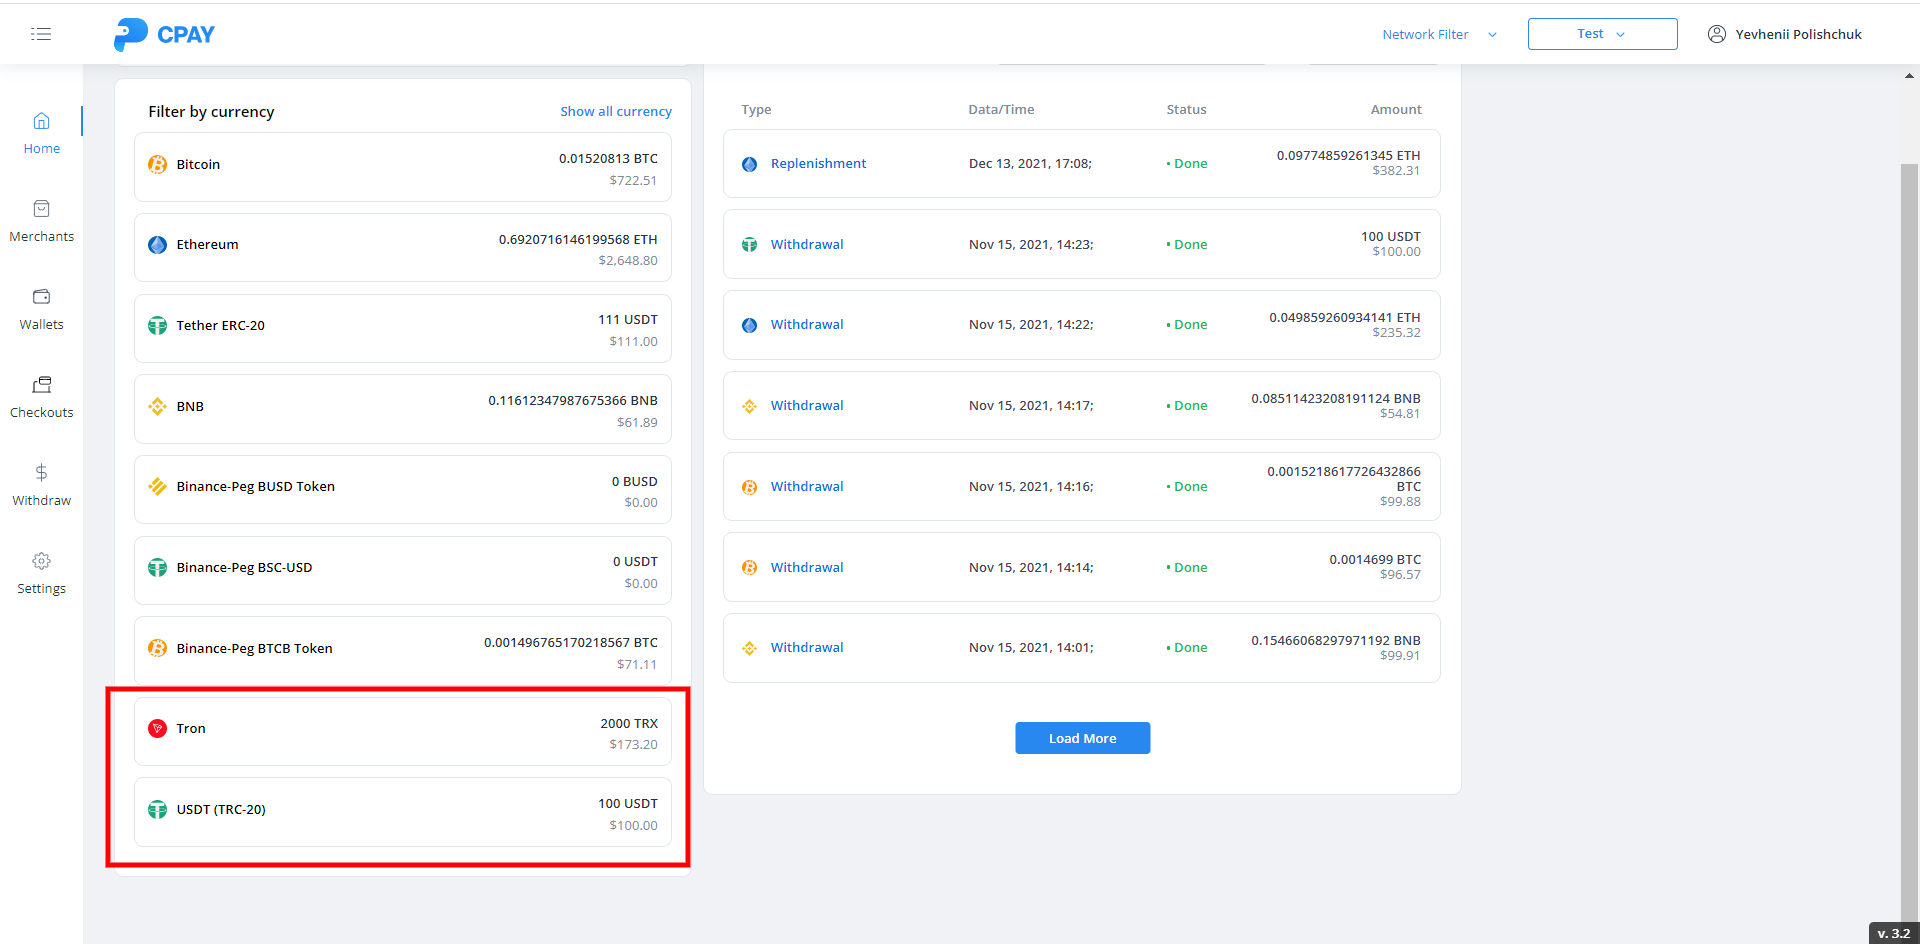 CPAY
Network Filter
Test
Yevhenii Polishchuk
Home
Merchants
Wallets
Checkouts
Withdraw
Settings
Filter by currency
Show all currency
Bitcoin
0.01520813 BTC
$722.51
Ethereum
0.6920716146199568 ETH
$2,648.80
Tether ERC-20
111 USDT
$111.00
BNB
0.11612347987675366 BNB
$61.89
Binance-Peg BUSD Token
0 BUSD
$0.00
Binance-Peg BSC-USD
0 USDT
$0.00
Binance-Peg BTCB Token
0.001496765170218567 BTC
$71.11
Tron
2000 TRX
$173.20
USDT (TRC-20)
100 USDT
$100.00
Type Data/Time Status Amount
Replenishment Dec 13, 2021, 17:08; Done 0.09774859261345 ETH
$382.31
Withdrawal Nov 15, 2021, 14:23; Done 100 USDT
$100.00
Withdrawal Nov 15, 2021, 14:22; Done 0.049859260934141 ETH
$235.32
Withdrawal Nov 15, 2021, 14:17; Done 0.08511423208191124 BNB
$54.81
Withdrawal Nov 15, 2021, 14:16; Done 0.0015218617726432866
BTC
$99.88
Withdrawal Nov 15, 2021, 14:14; Done 0.0014699 BTC
$96.57
Withdrawal Nov 15, 2021, 14:01; Done 0.15466068297971192 BNB
$99.91
Load More
v. 3.2